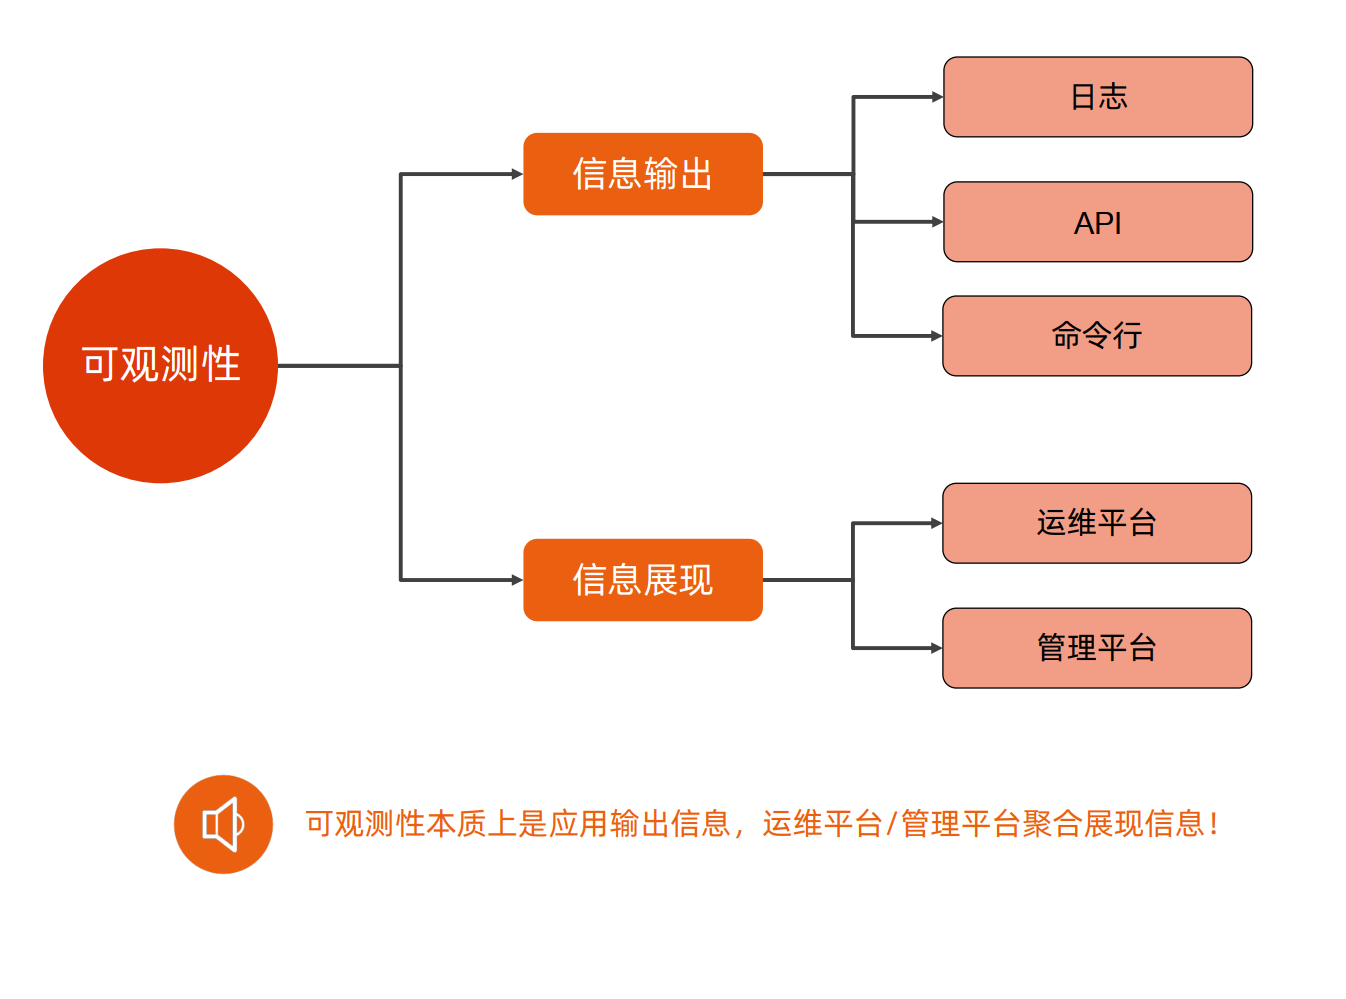 可观测性
信息输出
日志
API
命令行
信息展现
运维平台
管理平台
可观测性本质上是应用输出信息，运维平台/管理平台聚合展现信息！